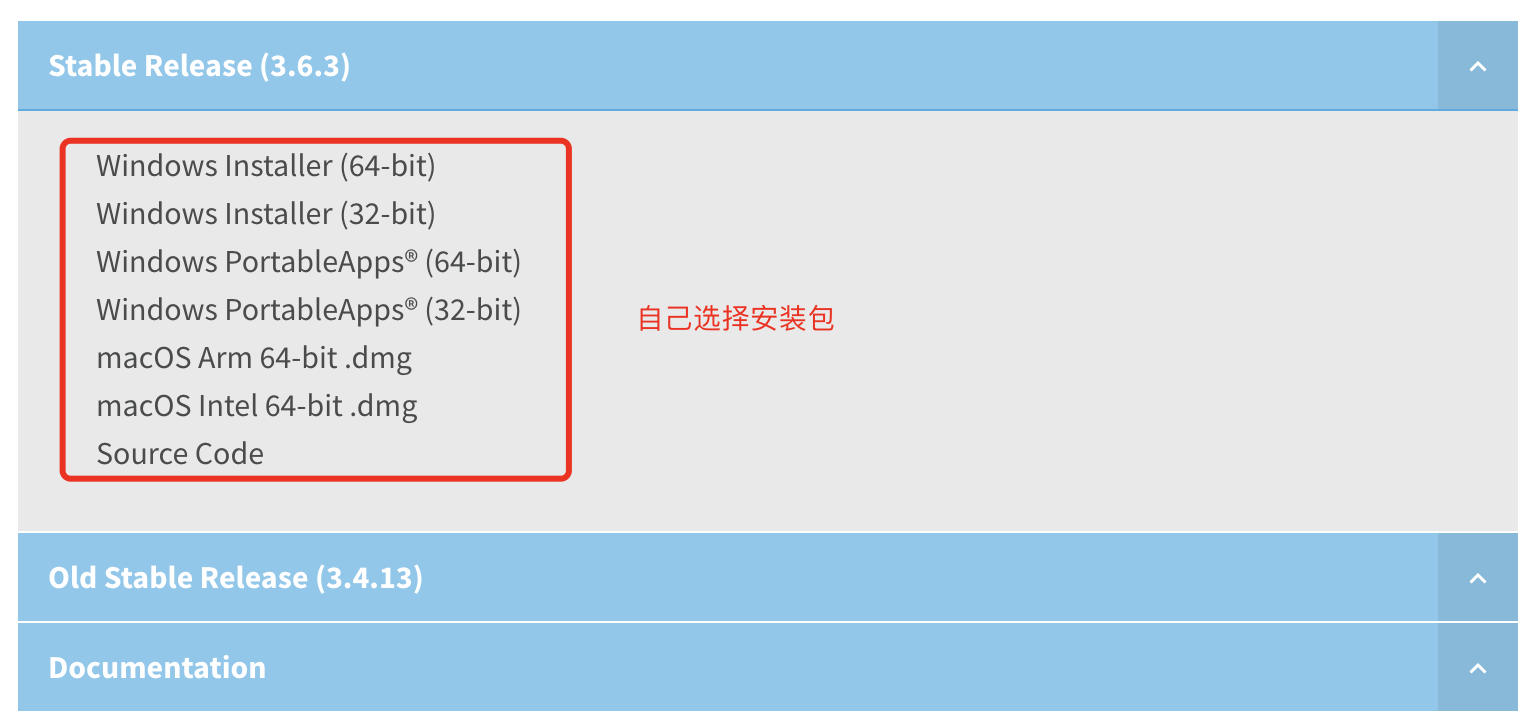 Stable Release (3.6.3)
Windows Installer (64-bit)
Windows Installer (32-bit)
Windows PortableApps® (64-bit)
Windows PortableApps® (32-bit)
自己选择安装包
macOS Arm 64-bit .dmg
macOS Intel 64-bit .dmg
Source Code
Old Stable Release (3.4.13)
Documentation